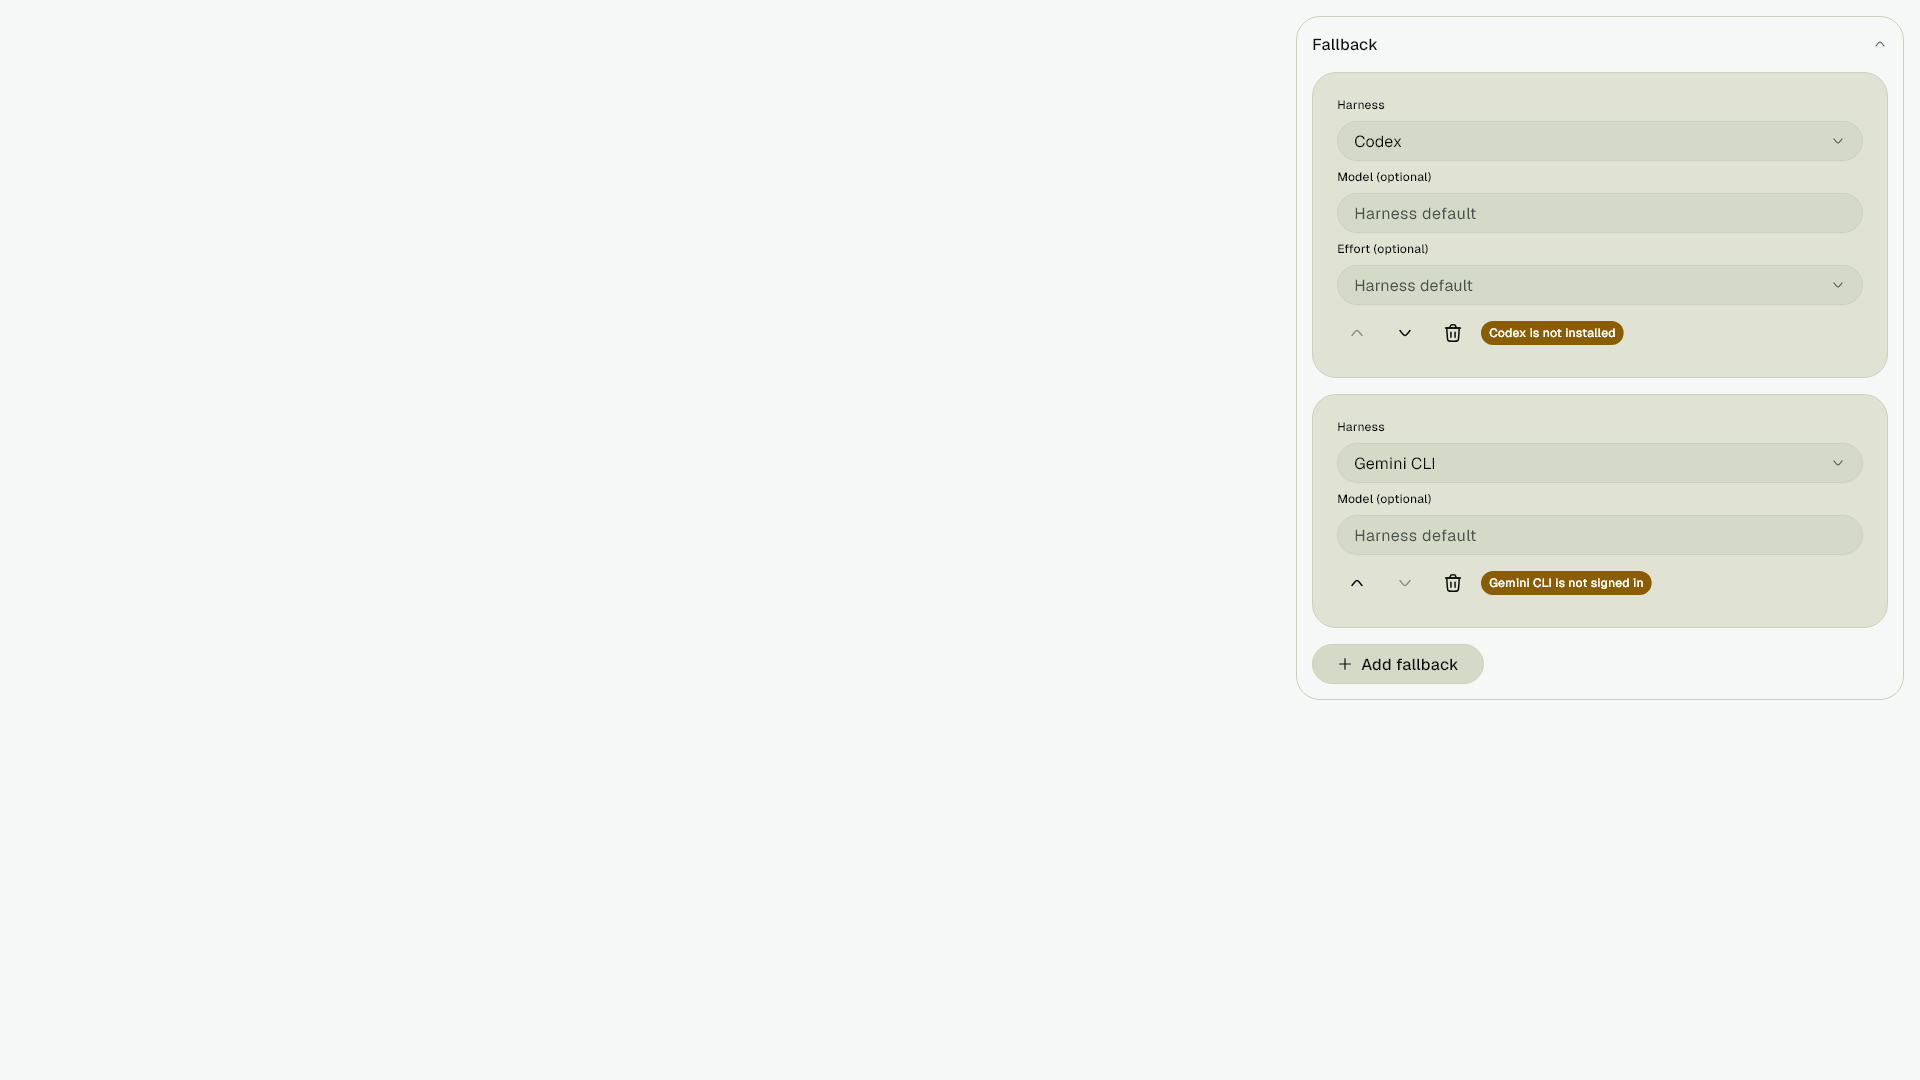 Fallback
Harness
Codex
Model (optional)
Harness default
Effort (optional)
Harness default
Codex is not installed
Harness
Gemini CLI
Model (optional)
Harness default
Gemini CLI is not signed in
Add fallback